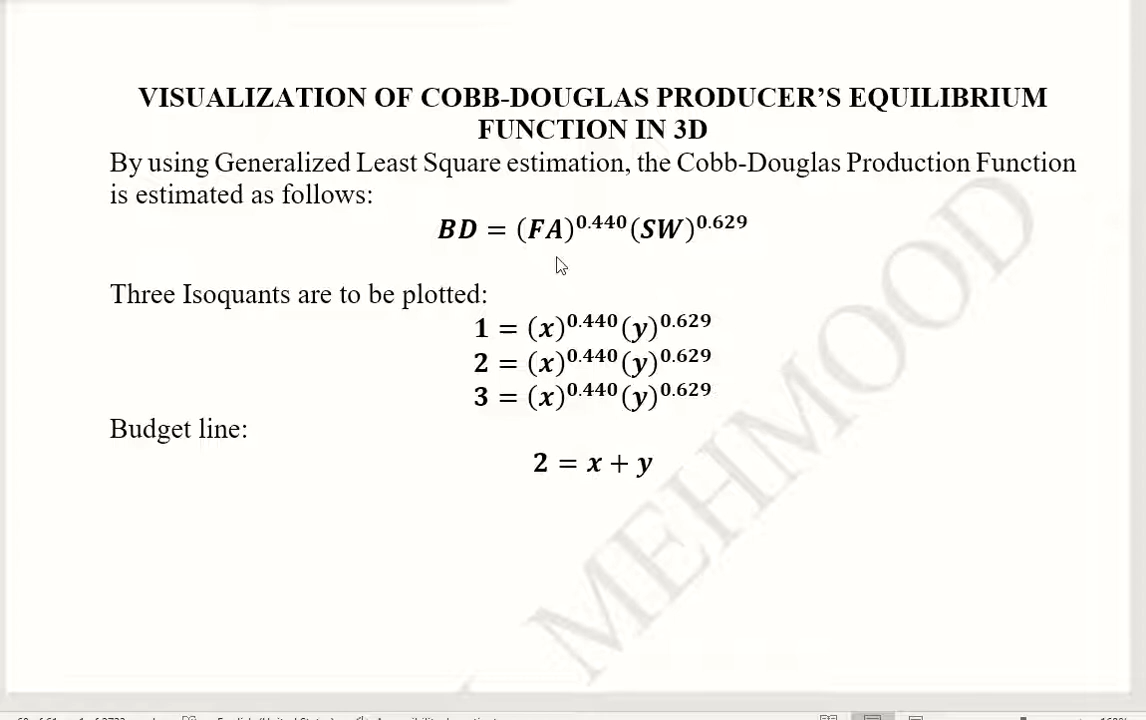 VISUALIZATION OF COBB-DOUGLAS PRODUCER'S EQUILIBRIUM
FUNCTION IN 3D
By using Generalized Least Square estimation, the Cobb-Douglas Production Function
is estimated as follows:
BD = (FA)^0.440 (SW)^0.629
Three Isoquants are to be plotted:
1 = (x)^0.440 (y)^0.629
2 = (x)^0.440 (y)^0.629
3 = (x)^0.440 (y)^0.629
Budget line:
2 = x + y
MEHMOOD